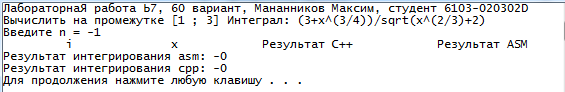 Лабораторная работа Ь7, 60 вариант, Мананников Максим, студент 6103-020302D
Вычислить на промежутке [1 ; 3] Интеграл: (3+x^(3/4))/sqrt(x^(2/3)+2)
Введите n = -1
i x Результат C++ Результат ASM
Результат интегрирования asm: -0
Результат интегрирования cpp: -0
Для продолжения нажмите любую клавишу . . .